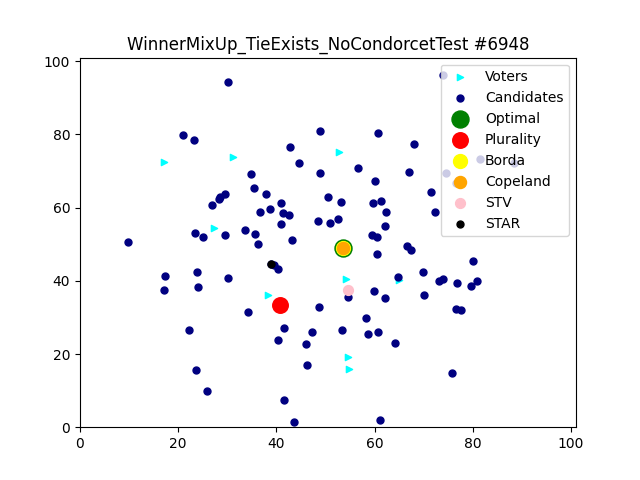 WinnerMixUp_TieExists_NoCondorcetTest #6948
100
80
60
40
20
0
0
20
40
60
80
100
Voters
Candidates
Optimal
Plurality
Borda
Copeland
STV
STAR